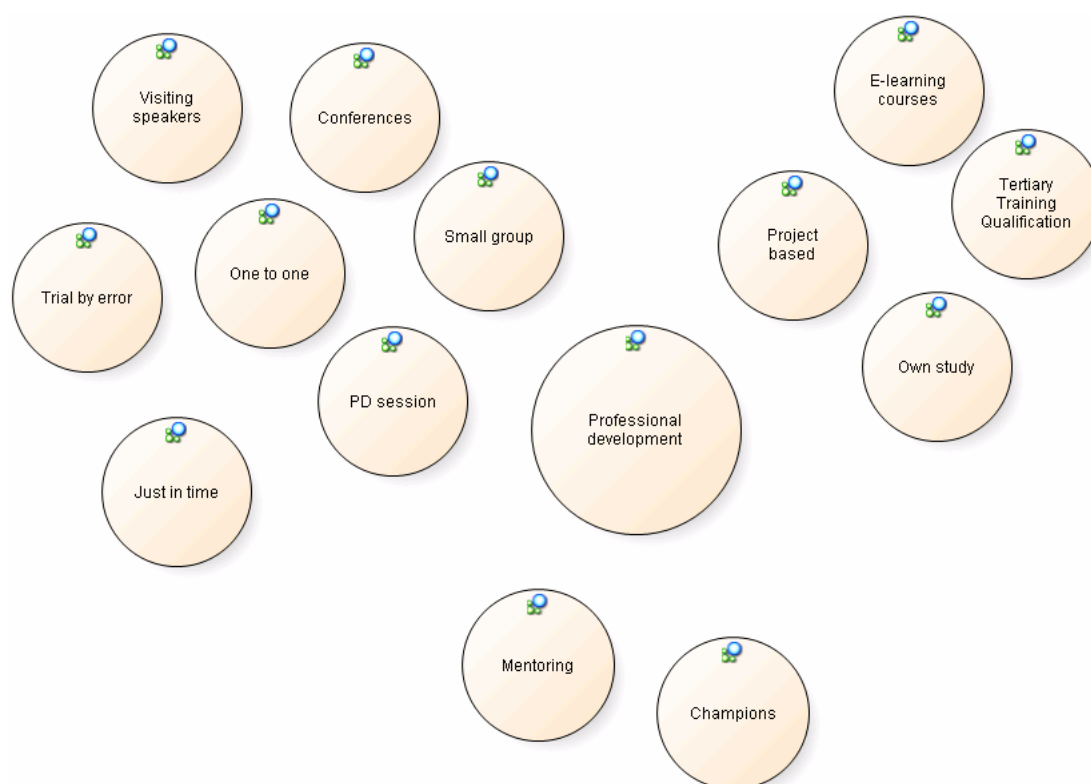 Visiting
speakers
Conferences
E-learning
courses
Tertiary
Training
Qualification
Small group
Project
based
One to one
Trial by error
Own study
PD session
Professional
development
Just in time
Mentoring
Champions